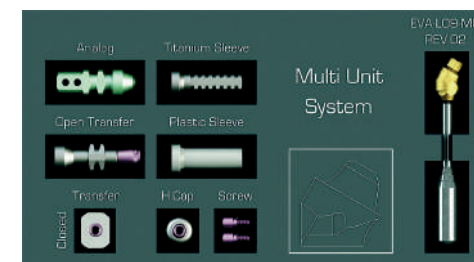 Analog
Titanium Sleeve
Open Transfer
Plastic Sleeve
Transfer
Closed
H Cap
Screw
Multi Unit
System
REV.02